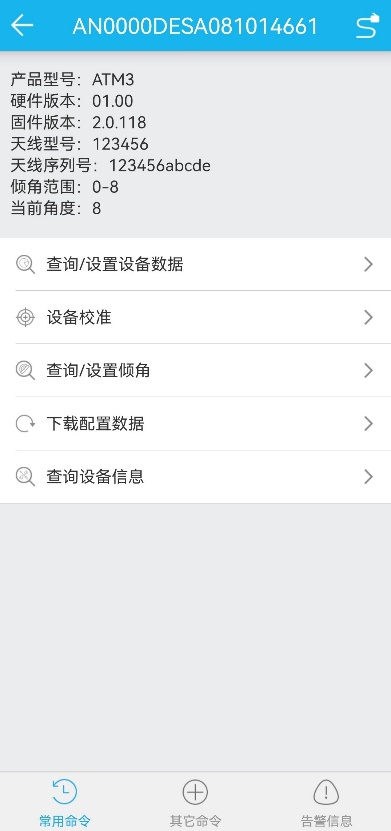 AN0000DESA081014661
产品型号：ATM3
硬件版本：01.00
固件版本：2.0.118
天线型号：123456
天线序列号：123456abcde
倾角范围：0-8
当前角度：8
查询/设置设备数据
设备校准
查询/设置倾角
下载配置数据
查询设备信息
常用命令
其它命令
告警信息